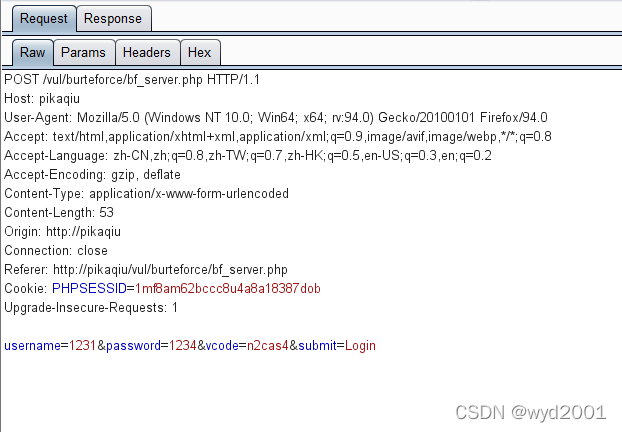 Request Response
Raw Params Headers Hex
POST /vul/burteforce/bf_server.php HTTP/1.1
Host: pikaqiu
User-Agent: Mozilla/5.0 (Windows NT 10.0; Win64; x64; rv:94.0) Gecko/20100101 Firefox/94.0
Accept: text/html,application/xhtml+xml,application/xml;q=0.9,image/avif,image/webp,*/*;q=0.8
Accept-Language: zh-CN,zh;q=0.8,zh-TW;q=0.7,zh-HK;q=0.5,en-US;q=0.3,en;q=0.2
Accept-Encoding: gzip, deflate
Content-Type: application/x-www-form-urlencoded
Content-Length: 53
Origin: http://pikaqiu
Connection: close
Referer: http://pikaqiu/vul/burteforce/bf_server.php
Cookie: PHPSESSID=1mf8am62bccc8u4a8a18387dob
Upgrade-Insecure-Requests: 1
username=1231&password=1234&vcode=n2cas4&submit=Login
CSDN @wyd2001